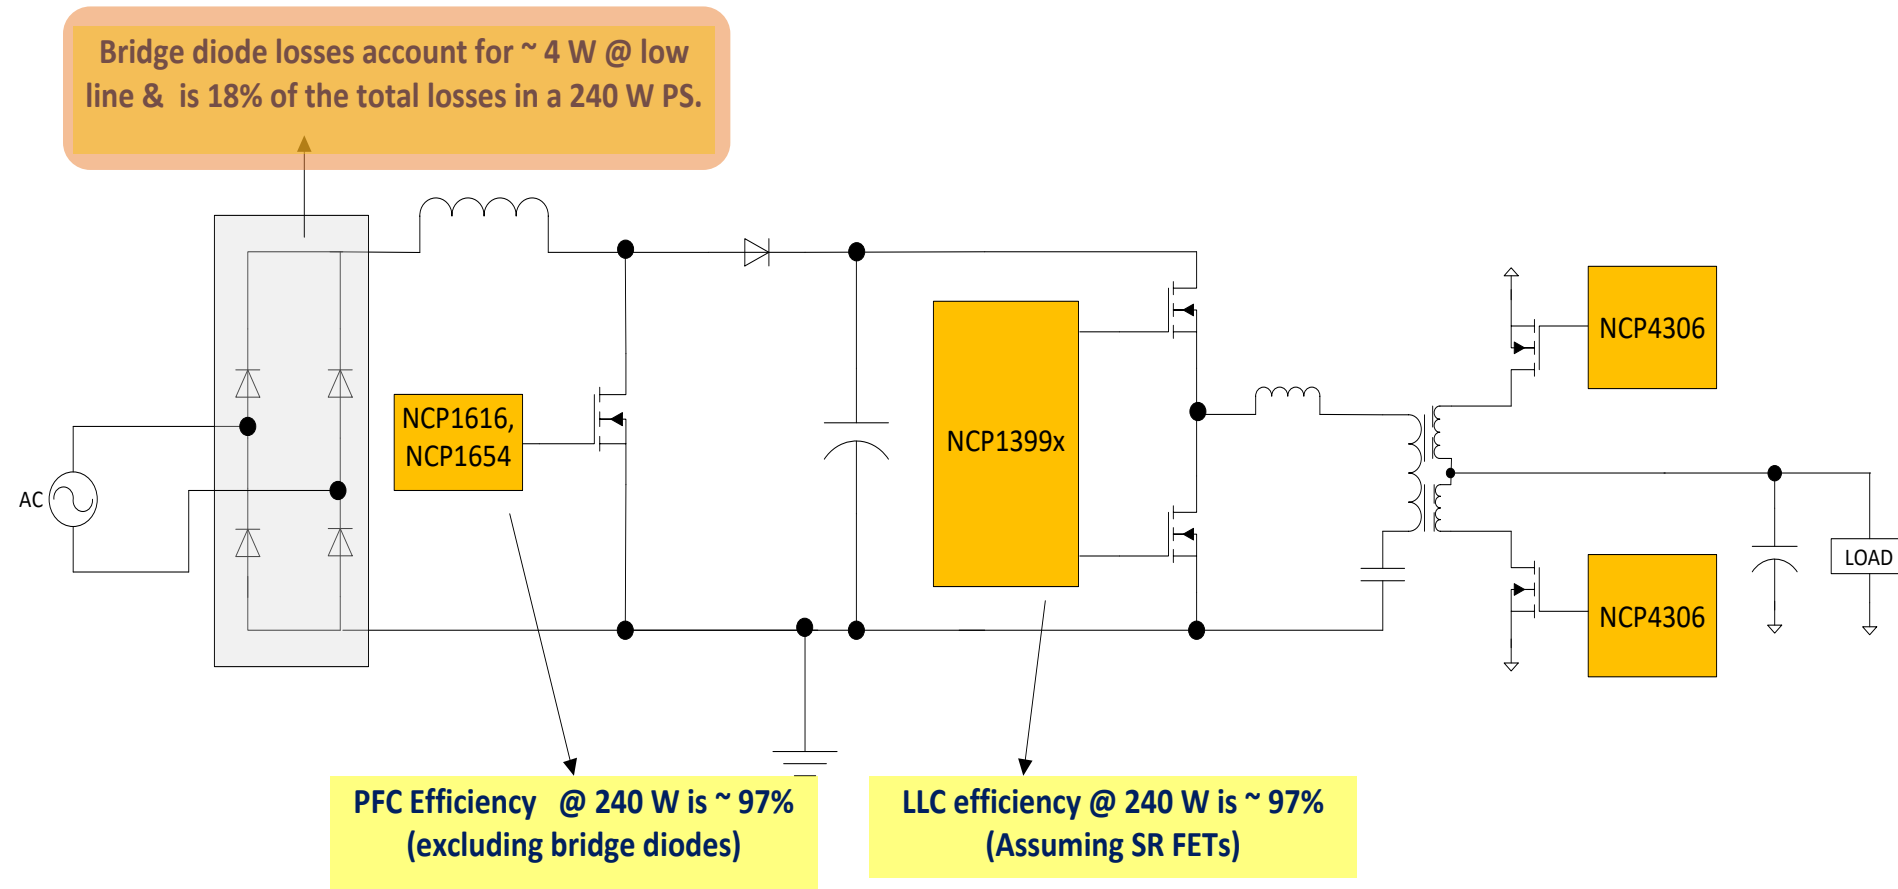 Bridge diode losses account for ~ 4 W @ low
line & is 18% of the total losses in a 240 W PS.
NCP4306
NCP1616,
NCP1654
NCP1399x
AC
LOAD
NCP4306
PFC Efficiency @ 240 W is ~ 97%
(excluding bridge diodes)
LLC efficiency @ 240 W is ~ 97%
(Assuming SR FETs)